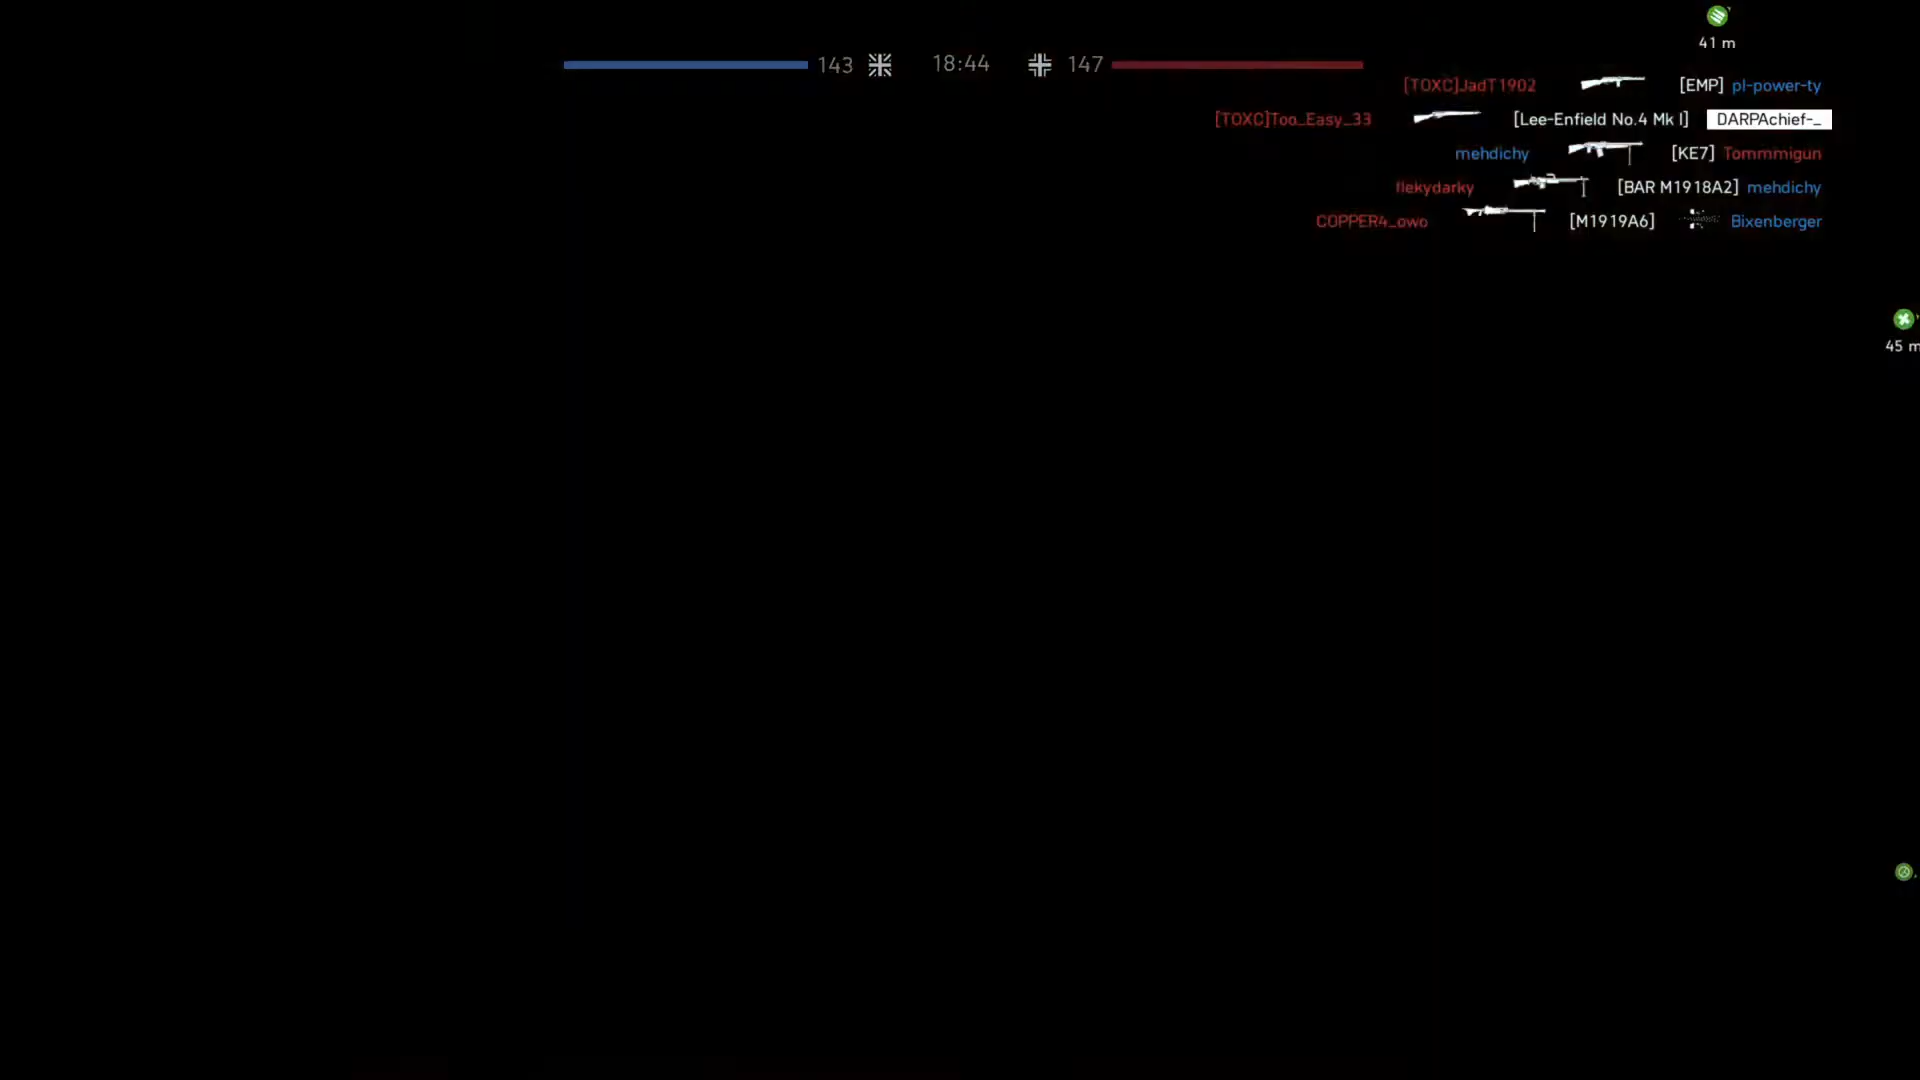 41 m
143 18:44 147
[TOXC]JadT1902 [EMP] pl-power-ty
[TOXC]Too_Easy_33 [Lee-Enfield No.4 Mk I] DARPAchief-_
mehdichy [KE7] Tommmigun
flekydarky [BAR M1918A2] mehdichy
COPPER4_owo [M1919A6] Bixenberger
45 m